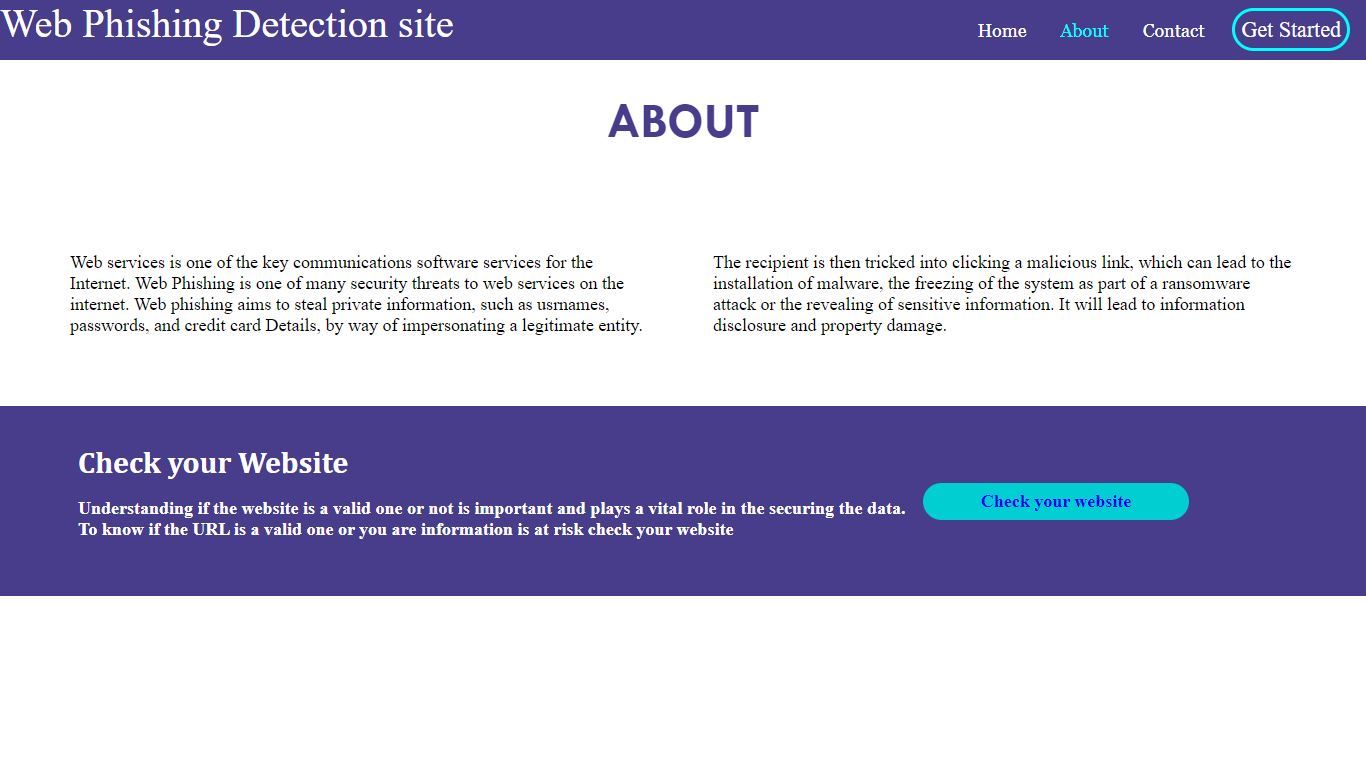 Web Phishing Detection site
Home
About
Contact
Get Started
ABOUT
Web services is one of the key communications software services for the
Internet. Web Phishing is one of many security threats to web services on the
internet. Web phishing aims to steal private information, such as usrnames,
passwords, and credit card Details, by way of impersonating a legitimate entity.
The recipient is then tricked into clicking a malicious link, which can lead to the
installation of malware, the freezing of the system as part of a ransomware
attack or the revealing of sensitive information. It will lead to information
disclosure and property damage.
Check your Website
Understanding if the website is a valid one or not is important and plays a vital role in the securing the data.
To know if the URL is a valid one or you are information is at risk check your website
Check your website